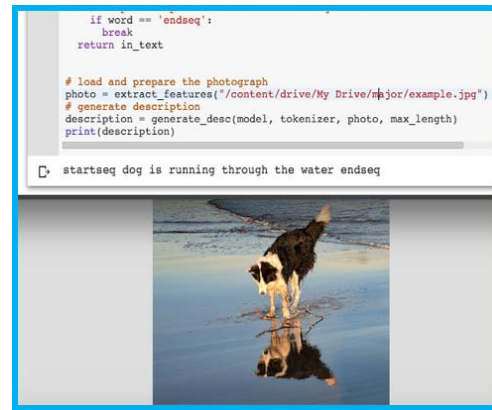 if word == 'endseq':
break
return in_text
# load and prepare the photograph
photo = extract_features("/content/drive/My Drive/major/example.jpg")
# generate description
description = generate_desc(model, tokenizer, photo, max_length)
print(description)
startseq dog is running through the water endseq